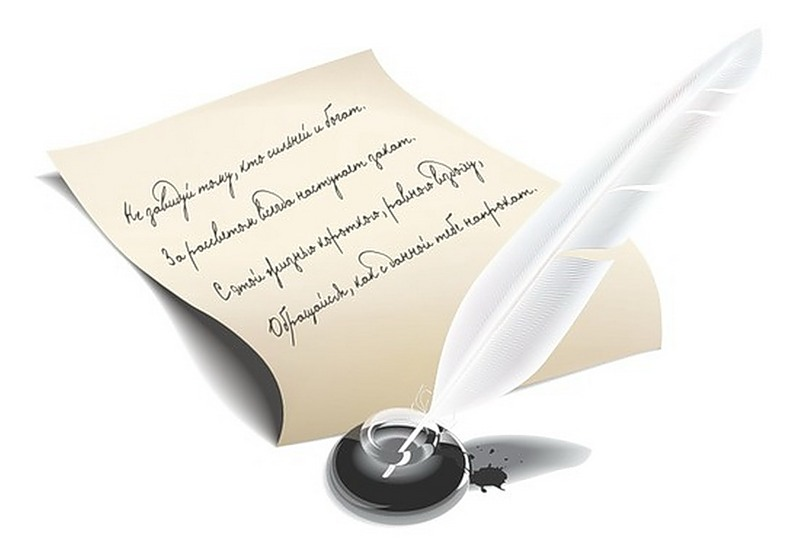 Не завидуй тому, кто сильней и богат.
За рассветом всегда наступает закат.
С этой жизнью короткою, равною вздоху,
Обращайся, как с данной тебе напрокат.